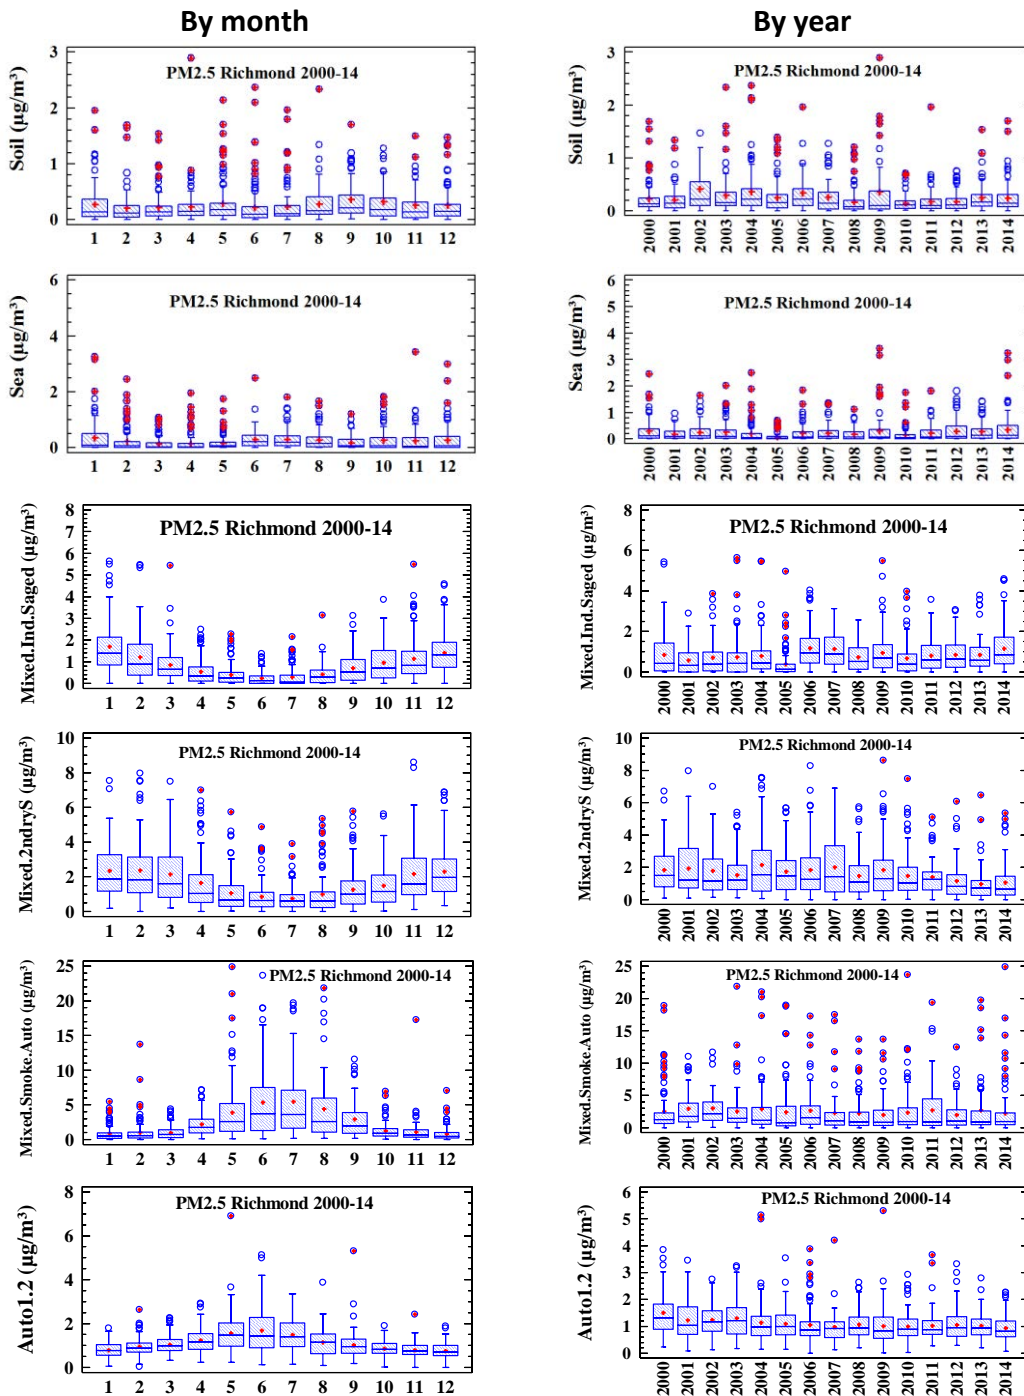 By month
By year
Soil (µg/m³)
PM2.5 Richmond 2000-14
3
2
1
0
1 2 3 4 5 6 7 8 9 10 11 12
Soil (µg/m³)
PM2.5 Richmond 2000-14
3
2
1
0
2000 2001 2002 2003 2004 2005 2006 2007 2008 2009 2010 2011 2012 2013 2014
Sea (µg/m³)
PM2.5 Richmond 2000-14
6
4
2
0
1 2 3 4 5 6 7 8 9 10 11 12
Sea (µg/m³)
PM2.5 Richmond 2000-14
6
4
2
0
2000 2001 2002 2003 2004 2005 2006 2007 2008 2009 2010 2011 2012 2013 2014
Mixed.Ind.Saged (µg/m³)
PM2.5 Richmond 2000-14
8
7
6
5
4
3
2
1
0
1 2 3 4 5 6 7 8 9 10 11 12
Mixed.Ind.Saged (µg/m³)
PM2.5 Richmond 2000-14
8
6
4
2
0
2000 2001 2002 2003 2004 2005 2006 2007 2008 2009 2010 2011 2012 2013 2014
Mixed.2ndryS (µg/m³)
PM2.5 Richmond 2000-14
10
8
6
4
2
0
1 2 3 4 5 6 7 8 9 10 11 12
Mixed.2ndryS (µg/m³)
PM2.5 Richmond 2000-14
10
8
6
4
2
0
2000 2001 2002 2003 2004 2005 2006 2007 2008 2009 2010 2011 2012 2013 2014
Mixed.Smoke.Auto (µg/m³)
PM2.5 Richmond 2000-14
25
20
15
10
5
0
1 2 3 4 5 6 7 8 9 10 11 12
Mixed.Smoke.Auto (µg/m³)
PM2.5 Richmond 2000-14
25
20
15
10
5
0
2000 2001 2002 2003 2004 2005 2006 2007 2008 2009 2010 2011 2012 2013 2014
Auto1.2 (µg/m³)
PM2.5 Richmond 2000-14
8
6
4
2
0
1 2 3 4 5 6 7 8 9 10 11 12
Auto1.2 (µg/m³)
PM2.5 Richmond 2000-14
6
5
4
3
2
1
0
2000 2001 2002 2003 2004 2005 2006 2007 2008 2009 2010 2011 2012 2013 2014